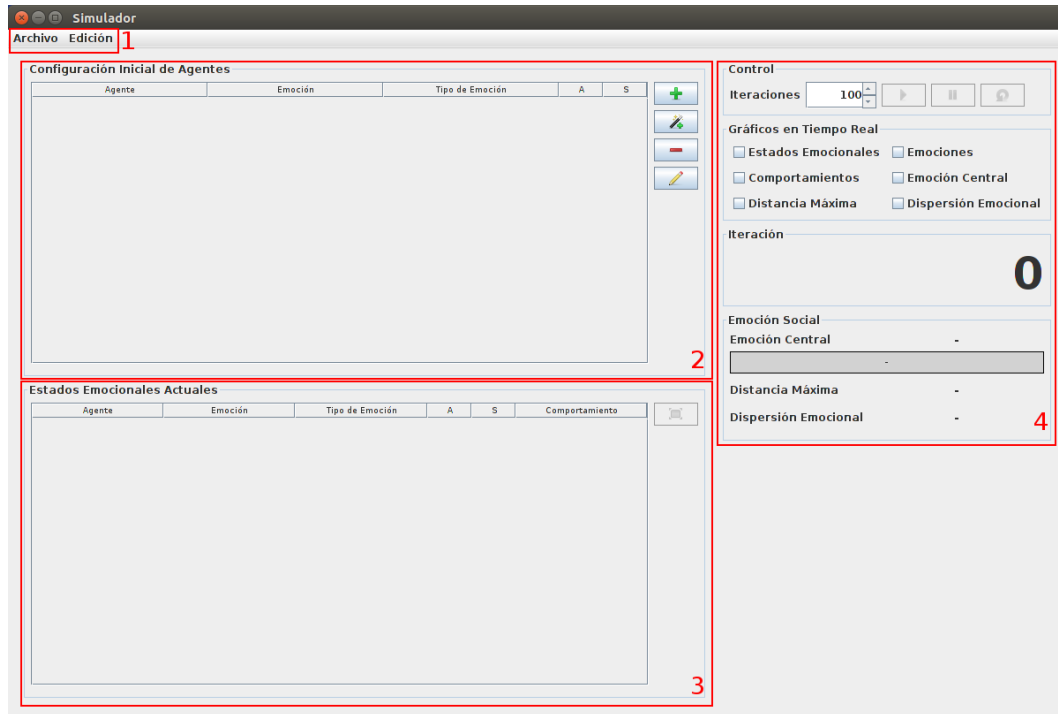 Simulador
Archivo Edición 1
Configuración Inicial de Agentes
Agente Emoción Tipo de Emoción A S
2
Estados Emocionales Actuales
Agente Emoción Tipo de Emoción A S Comportamiento
3
Control
Iteraciones 100
Gráficos en Tiempo Real
Estados Emocionales Emociones
Comportamientos Emoción Central
Distancia Máxima Dispersión Emocional
Iteración
0
Emoción Social
Emoción Central -
-
Distancia Máxima -
Dispersión Emocional -
4